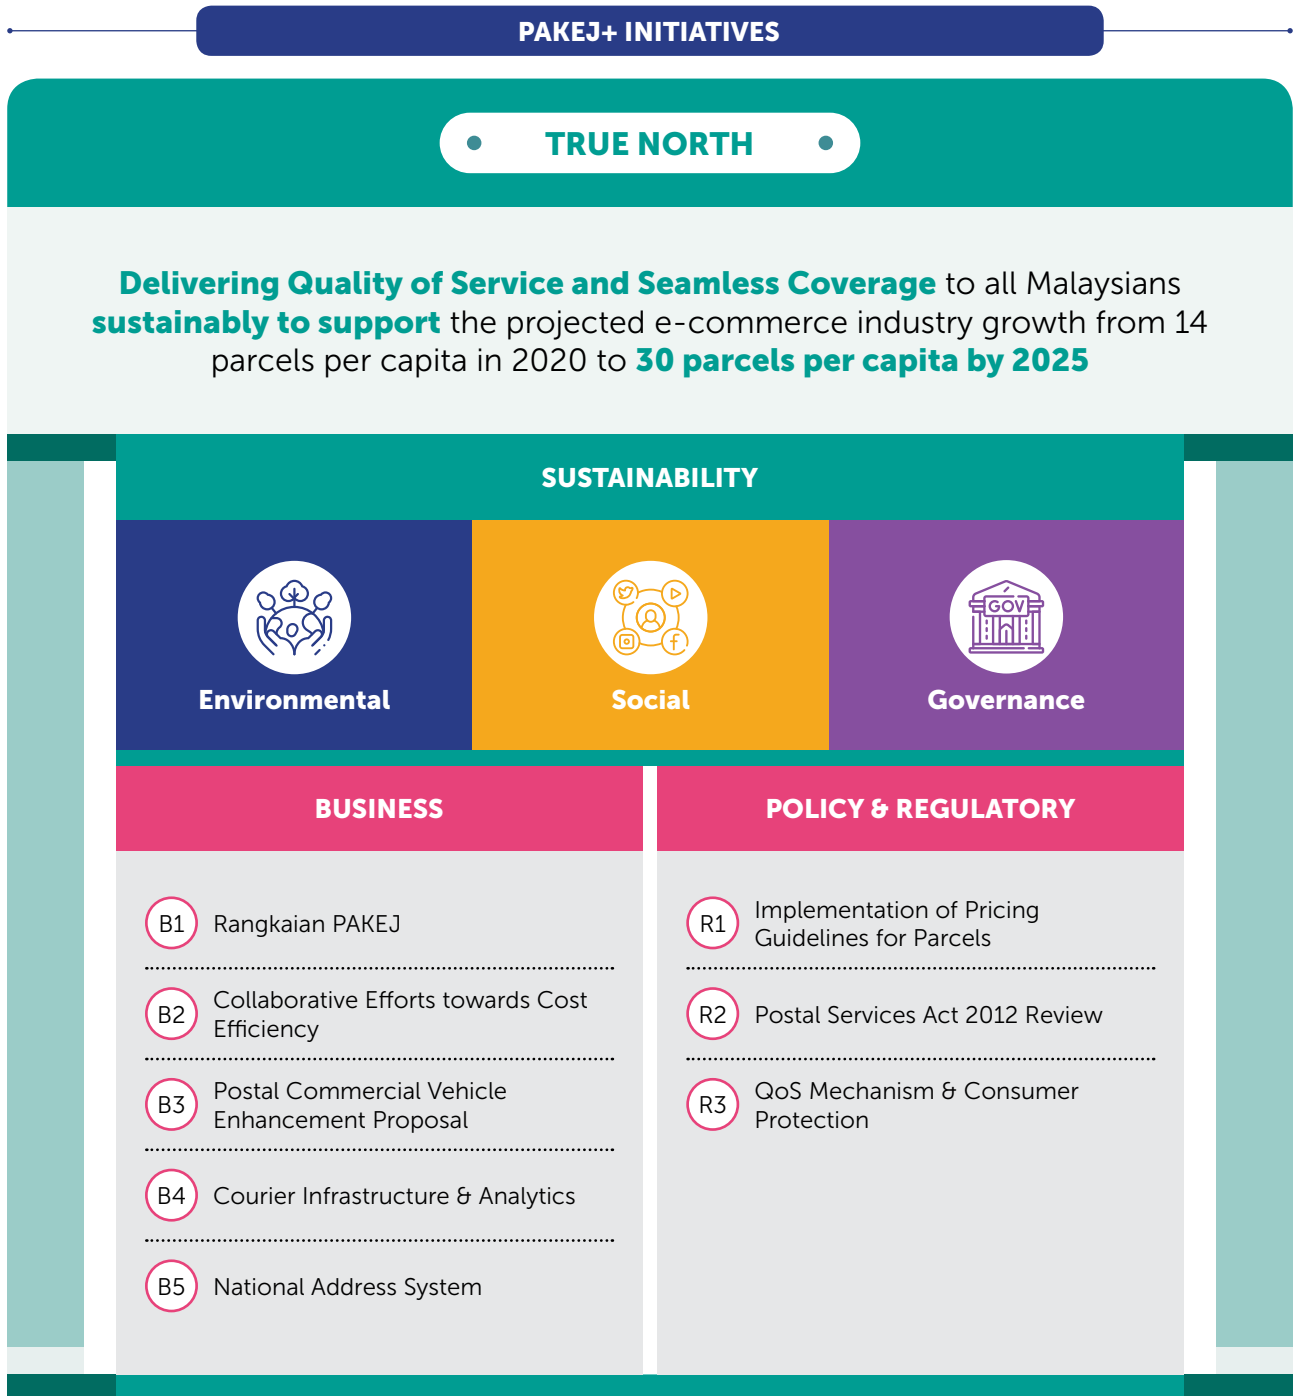 PAKEJ+ INITIATIVES
TRUE NORTH
Delivering Quality of Service and Seamless Coverage to all Malaysians
sustainably to support the projected e-commerce industry growth from 14
parcels per capita in 2020 to 30 parcels per capita by 2025
SUSTAINABILITY
GOV
Environmental
Social
Governance
BUSINESS
B1 Rangkaian PAKEJ
B2 Collaborative Efforts towards Cost
Efficiency
B3 Postal Commercial Vehicle
Enhancement Proposal
B4 Courier Infrastructure & Analytics
B5 National Address System
POLICY & REGULATORY
R1 Implementation of Pricing
Guidelines for Parcels
R2 Postal Services Act 2012 Review
R3 QoS Mechanism & Consumer
Protection